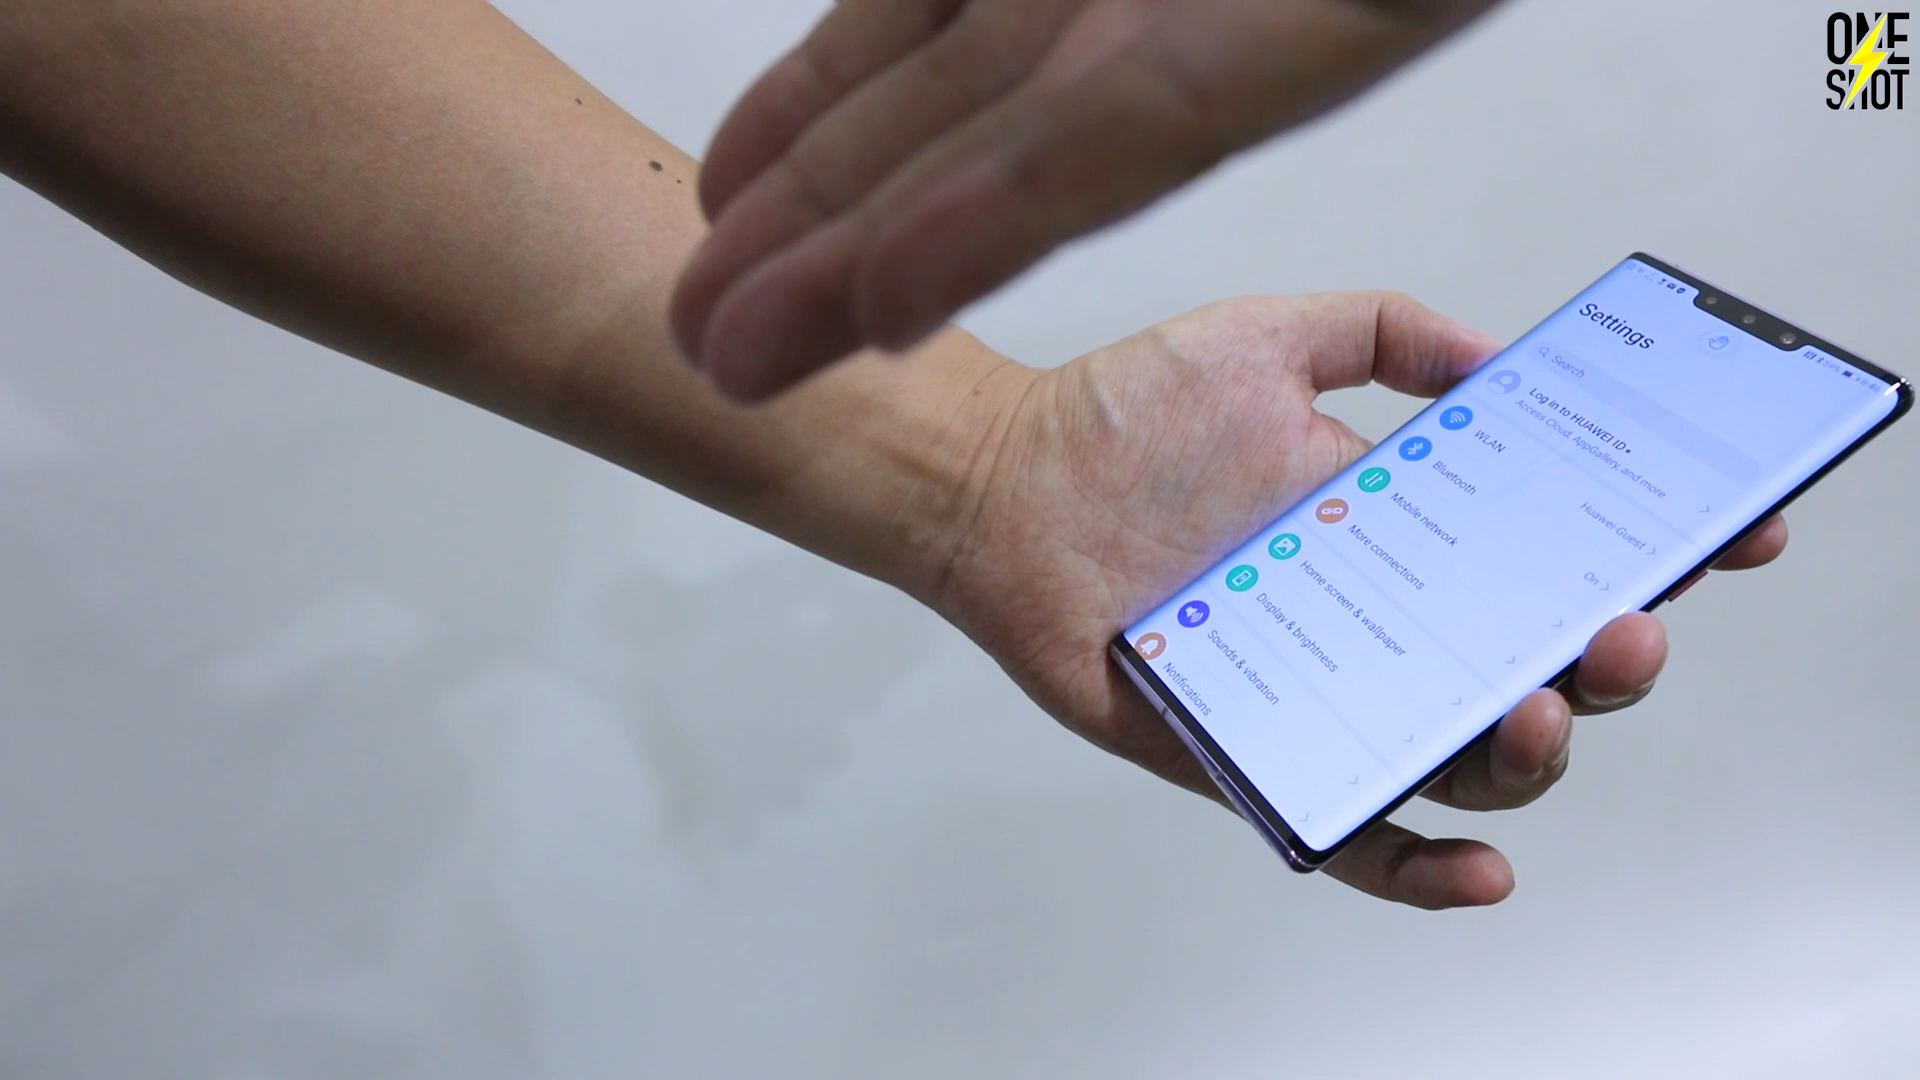 ONE
SHOT
Settings
Search
Log in to HUAWEI ID
Access Cloud, AppGallery, and more
WLAN
Huawei-Guest
Bluetooth
On
Mobile network
More connections
Home screen & wallpaper
Display & brightness
Sounds & vibration
Notifications